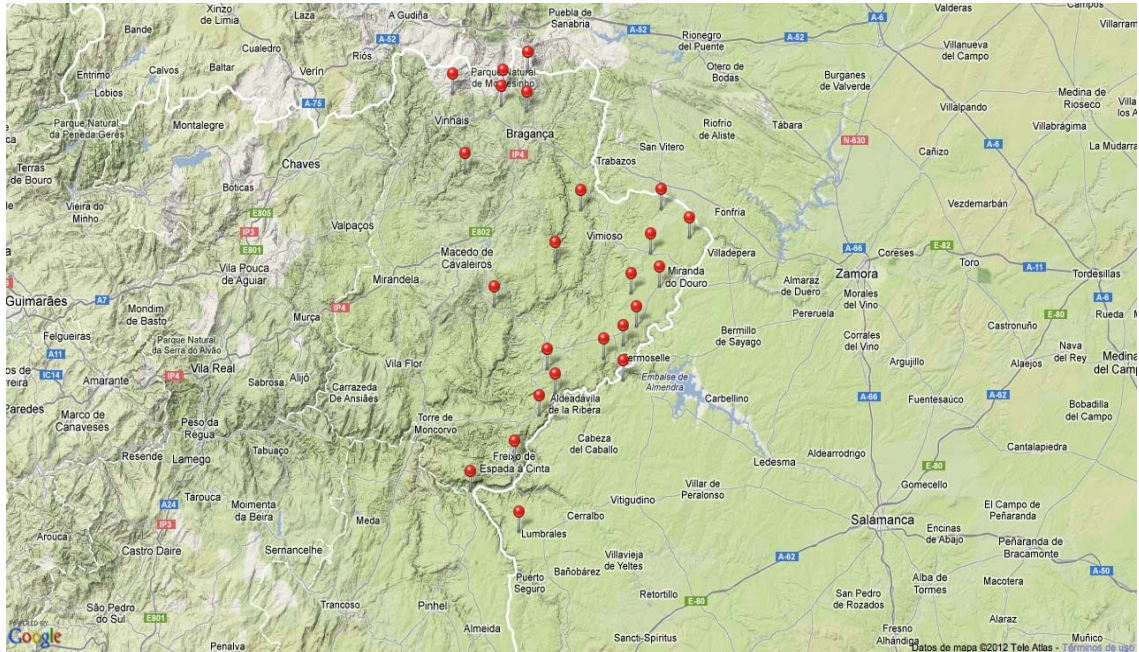 Xinzo
de Limia
Laza
A Gudiña
A-52
Puebla de
Sanabria
A-6
Valderas
Campos
Villarram
Bande
Cualedro
Riós
A-52
Rionegro
del Puente
A-52
Villanueva
del Campo
Entrimo
Calvos
Baltar
Verín
Otero de
Bodas
Burganes
de Valverde
Lobios
A-75
Parque Natural
de Montesinho
Medina de
Rioseco
Villalpando
Parque Natural
da Peneda-Gerês
Montalegre
Vinhais
Bragança
Riofrio
de Aliste
Tábara
Villabrágima
N-630
A-6
La Mudarra
Terras
de Bouro
Chaves
IP4
San Vitero
Cañizo
Trabazos
Boticas
Vieira do
Minho
E805
IP3
E801
Valpaços
E802
Vimioso
Fonfria
Vezdemarbán
Macedo de
Cavaleiros
Villadepera
A-66
Coreses
E-82
Vila Pouca
de Aguiar
Mirandela
Miranda
do Douro
Zamora
Toro
A-11
Tordesillas
Almaraz
de Duero
Guimarães
A7
Mondim
de Basto
Murça
IP4
Morales
del Vino
A-6
Pereruela
E-80
Rueda
Felgueiras
Parque Natural
da Serra do Alvão
Bermillo
de Sayago
Corrales
del Vino
Castronuño
A11
Vila Flor
Fermoselle
Nava
del Rey
IC14
Amarante
IP4
Vila Real
Alijó
Sabrosa
Carrazeda
De Ansiães
Embalse de
Almendra
Argujillo
Alaejos
Medina
del Camp
Paredes
Marco de
Canaveses
Peso da
Régua
Aldeadávila
de la Ribera
Carbellino
A-66
Fuentesaúco
A-62
Torre de
Moncorvo
Bobadilla
del Campo
Resende
Lamego
Tabuaço
Cabeza
del Caballo
Aldearrodrigo
Cantalapiedra
Freixo de
Espada à Cinta
Ledesma
E-80
Gomecello
Tarouca
A24
Moimenta
da Beira
Meda
Vitigudino
Villar de
Peralonso
IP3
Lumbrales
Cerralbo
Salamanca
El Campo de
Peñaranda
Arouca
Castro Daire
Sernancelhe
Villavieja
de Yeltes
A-62
Encinas
de Abajo
Peñaranda de
Bracamonte
Puerto
Seguro
Bañobárez
A-50
Alba de
Tormes
Macotera
São Pedro
do Sul
E801
Trancoso
Pinhel
Retortillo
E-80
San Pedro
de Rozados
Alaraz
POWERED BY
Google
Almeida
Penalva
Sancti-Spíritus
Fresno
Alhándiga
Muñico
Datos de mapa ©2012 Tele Atlas - Términos de uso